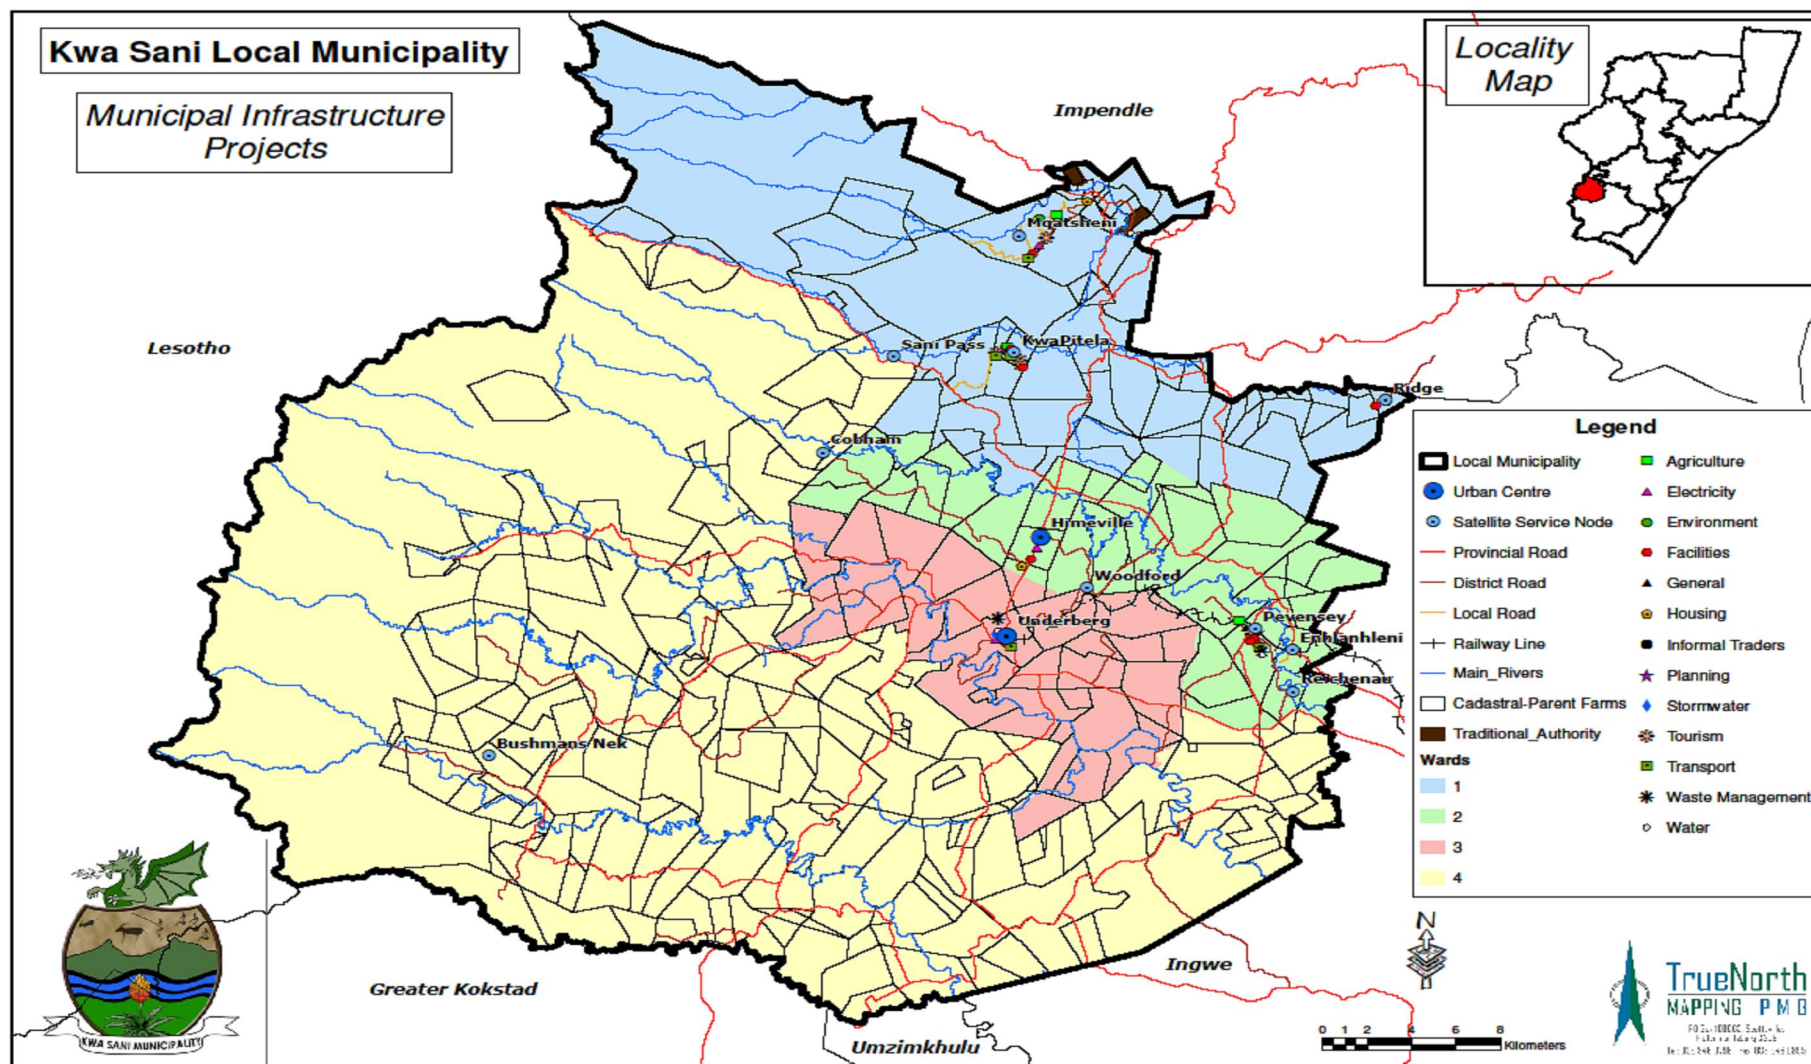 Kwa Sani Local Municipality
Municipal Infrastructure
Projects
Locality
Map
Impendle
Lesotho
Mqatsheni
Sani Pass
KwaPitela
Ridge
Cobham
Himeville
Woodford
Underberg
Pevensey
Enhlanhleni
Reichenau
Bushmans Nek
Greater Kokstad
Ingwe
Umzimkhulu
Legend
Local Municipality
Urban Centre
Satellite Service Node
Provincial Road
District Road
Local Road
Railway Line
Main_Rivers
Cadastral-Parent Farms
Traditional_Authority
Wards
1
2
3
4
Agriculture
Electricity
Environment
Facilities
General
Housing
Informal Traders
Planning
Stormwater
Tourism
Transport
Waste Management
Water
N
0 1 2 4 6 8
Kilometers
KWA SANI MUNICIPALITY
TrueNorth
MAPPING PMB